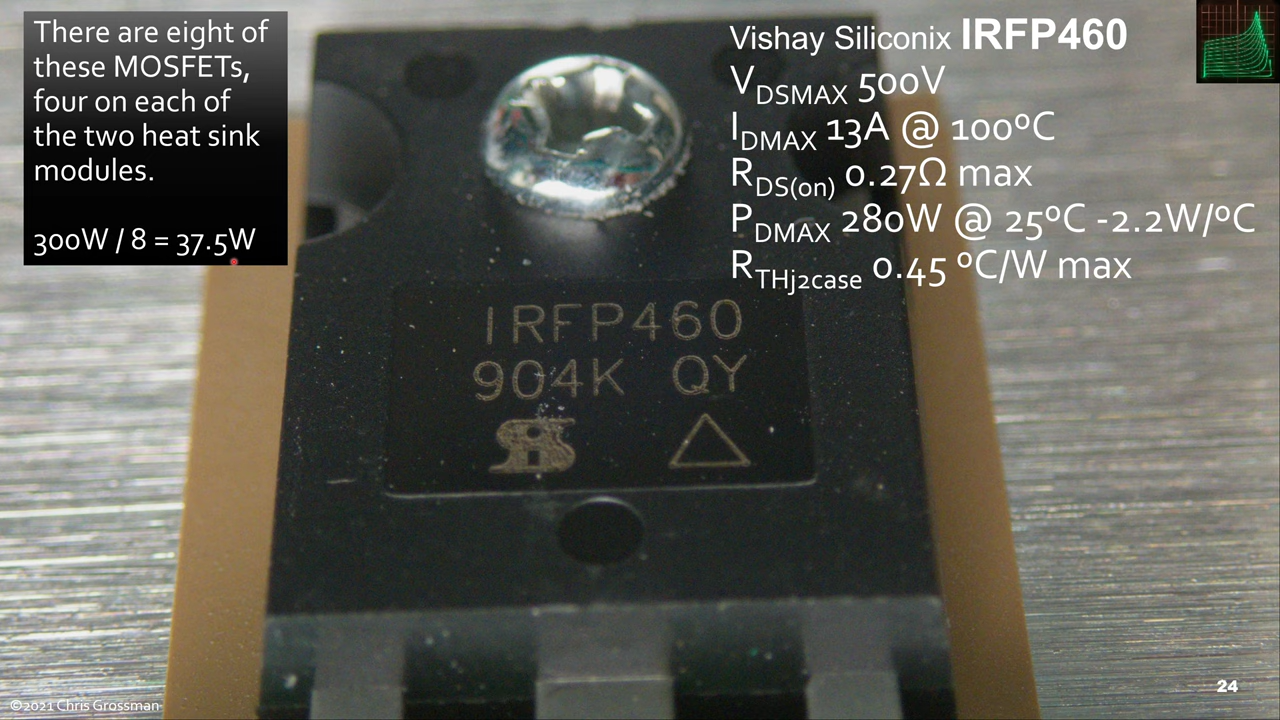 There are eight of
these MOSFETs,
four on each of
the two heat sink
modules.
300W / 8 = 37.5W
Vishay Siliconix IRFP460
VDSMAX 500V
IDMAX 13A @ 100ºC
RDS(on) 0.27Ω max
PDMAX 280W @ 25ºC -2.2W/ºC
RTHj2case 0.45 ºC/W max
IRFP460
904K QY
24
©2021 Chris Grossman